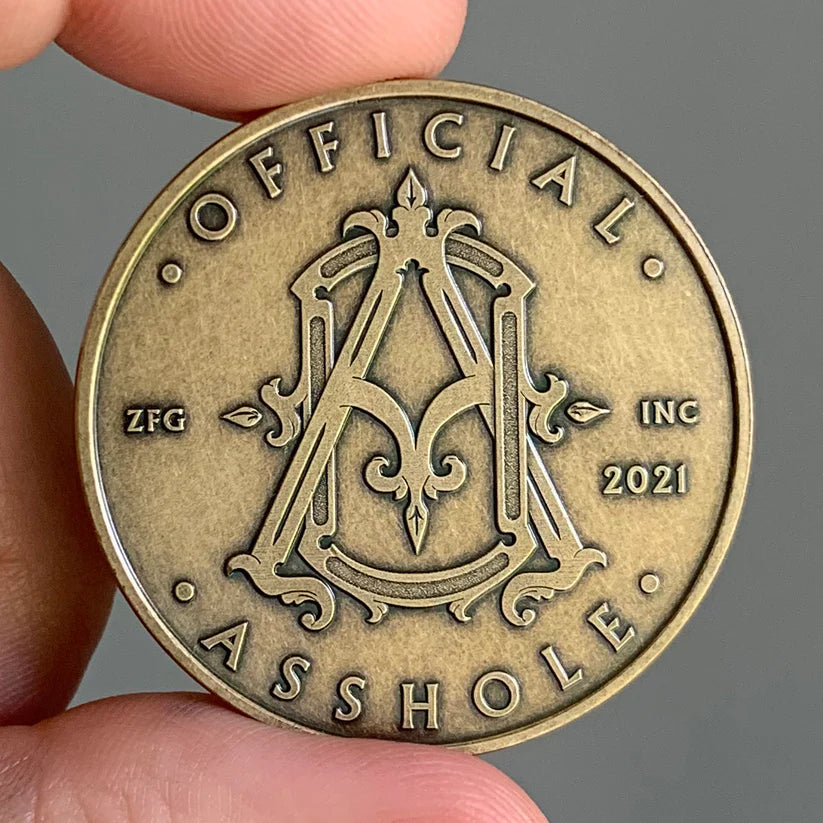 OFFICIAL
ZFG
INC
2021
ASSHOLE